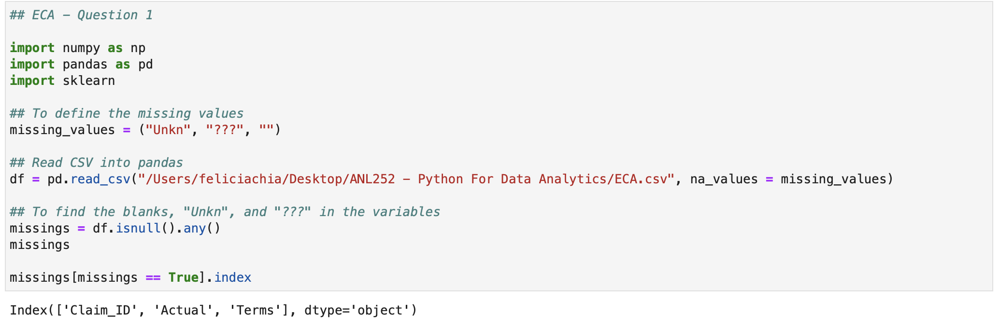 ## ECA – Question 1
import numpy as np
import pandas as pd
import sklearn
## To define the missing values
missing_values = ("Unkn", "???", "")
## Read CSV into pandas
df = pd.read_csv("/Users/feliciachia/Desktop/ANL252 – Python For Data Analytics/ECA.csv", na_values = missing_values)
## To find the blanks, "Unkn", and "???" in the variables
missings = df.isnull().any()
missings
missings[missings == True].index
Index(['Claim_ID', 'Actual', 'Terms'], dtype='object')